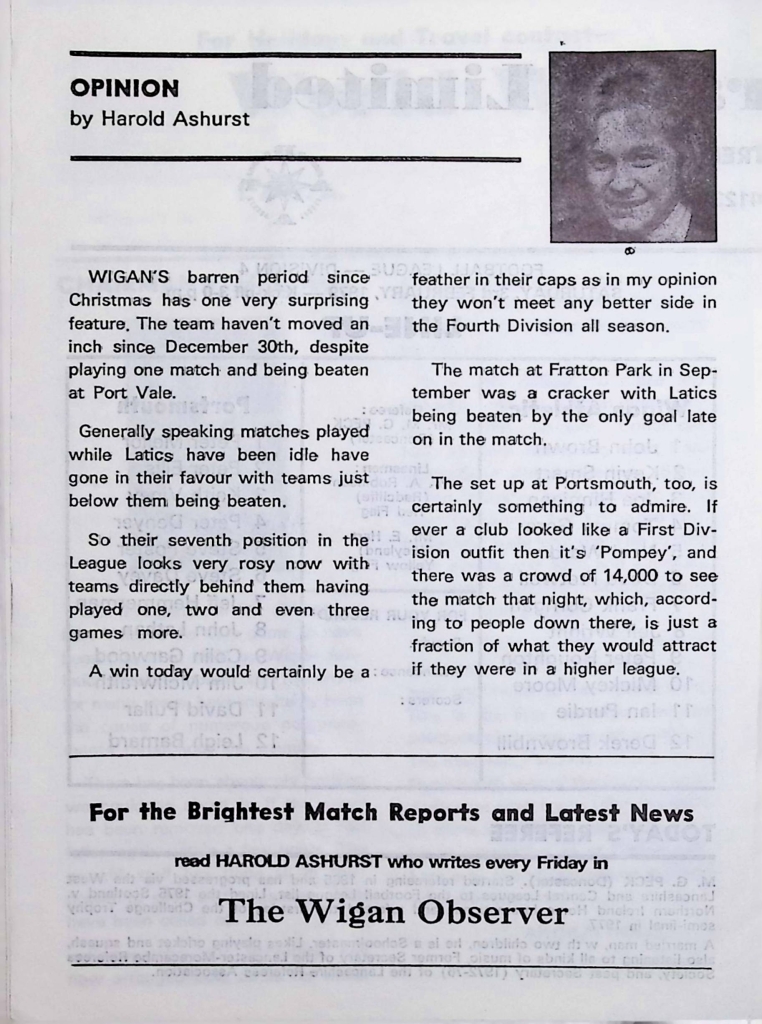 OPINION
by Harold Ashurst
WIGAN'S barren period since
Christmas has one very surprising
feature. The team haven't moved an
inch since December 30th, despite
playing one match and being beaten
at Port Vale.
Generally speaking matches played
while Latics have been idle have
gone in their favour with teams just
below them being beaten.
So their seventh position in the
League looks very rosy now with
teams directly behind them having
played one, two and even three
games more.
A win today would certainly be a
feather in their caps as in my opinion
they won't meet any better side in
the Fourth Division all season.
The match at Fratton Park in Sep-
tember was a cracker with Latics
being beaten by the only goal late
on in the match.
The set up at Portsmouth, too, is
certainly something to admire. If
ever a club looked like a First Div-
ision outfit then it's 'Pompey', and
there was a crowd of 14,000 to see
the match that night, which, accord-
ing to people down there, is just a
fraction of what they would attract
if they were in a higher league.
For the Brightest Match Reports and Latest News
read HAROLD ASHURST who writes every Friday in
The Wigan Observer